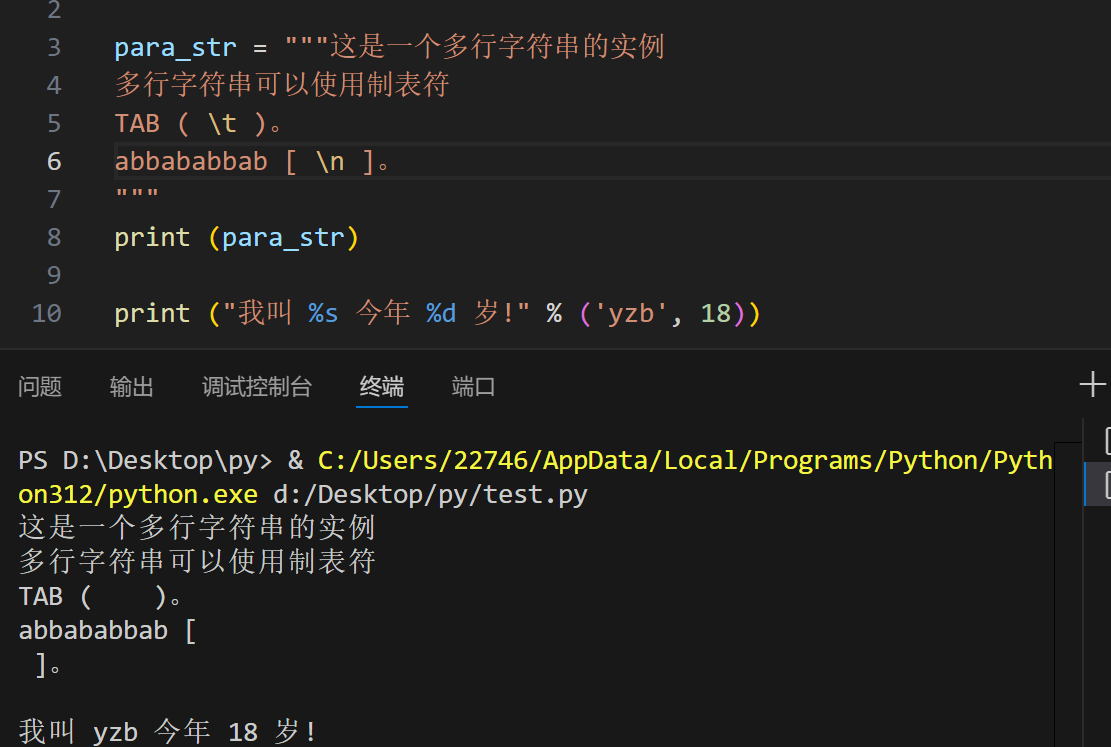 2
3 para_str = """这是一个多行字符串的实例
4 多行字符串可以使用制表符
5 TAB ( \t )。
6 abbababbab [ \n ]。
7 """
8 print (para_str)
9
10 print ("我叫 %s 今年 %d 岁!" % ('yzb', 18))
问题 输出 调试控制台 终端 端口
PS D:\Desktop\py> & C:/Users/22746/AppData/Local/Programs/Python/Pyth
on312/python.exe d:/Desktop/py/test.py
这是一个多行字符串的实例
多行字符串可以使用制表符
TAB (    )。
abbababbab [
 ]。
我叫 yzb 今年 18 岁!